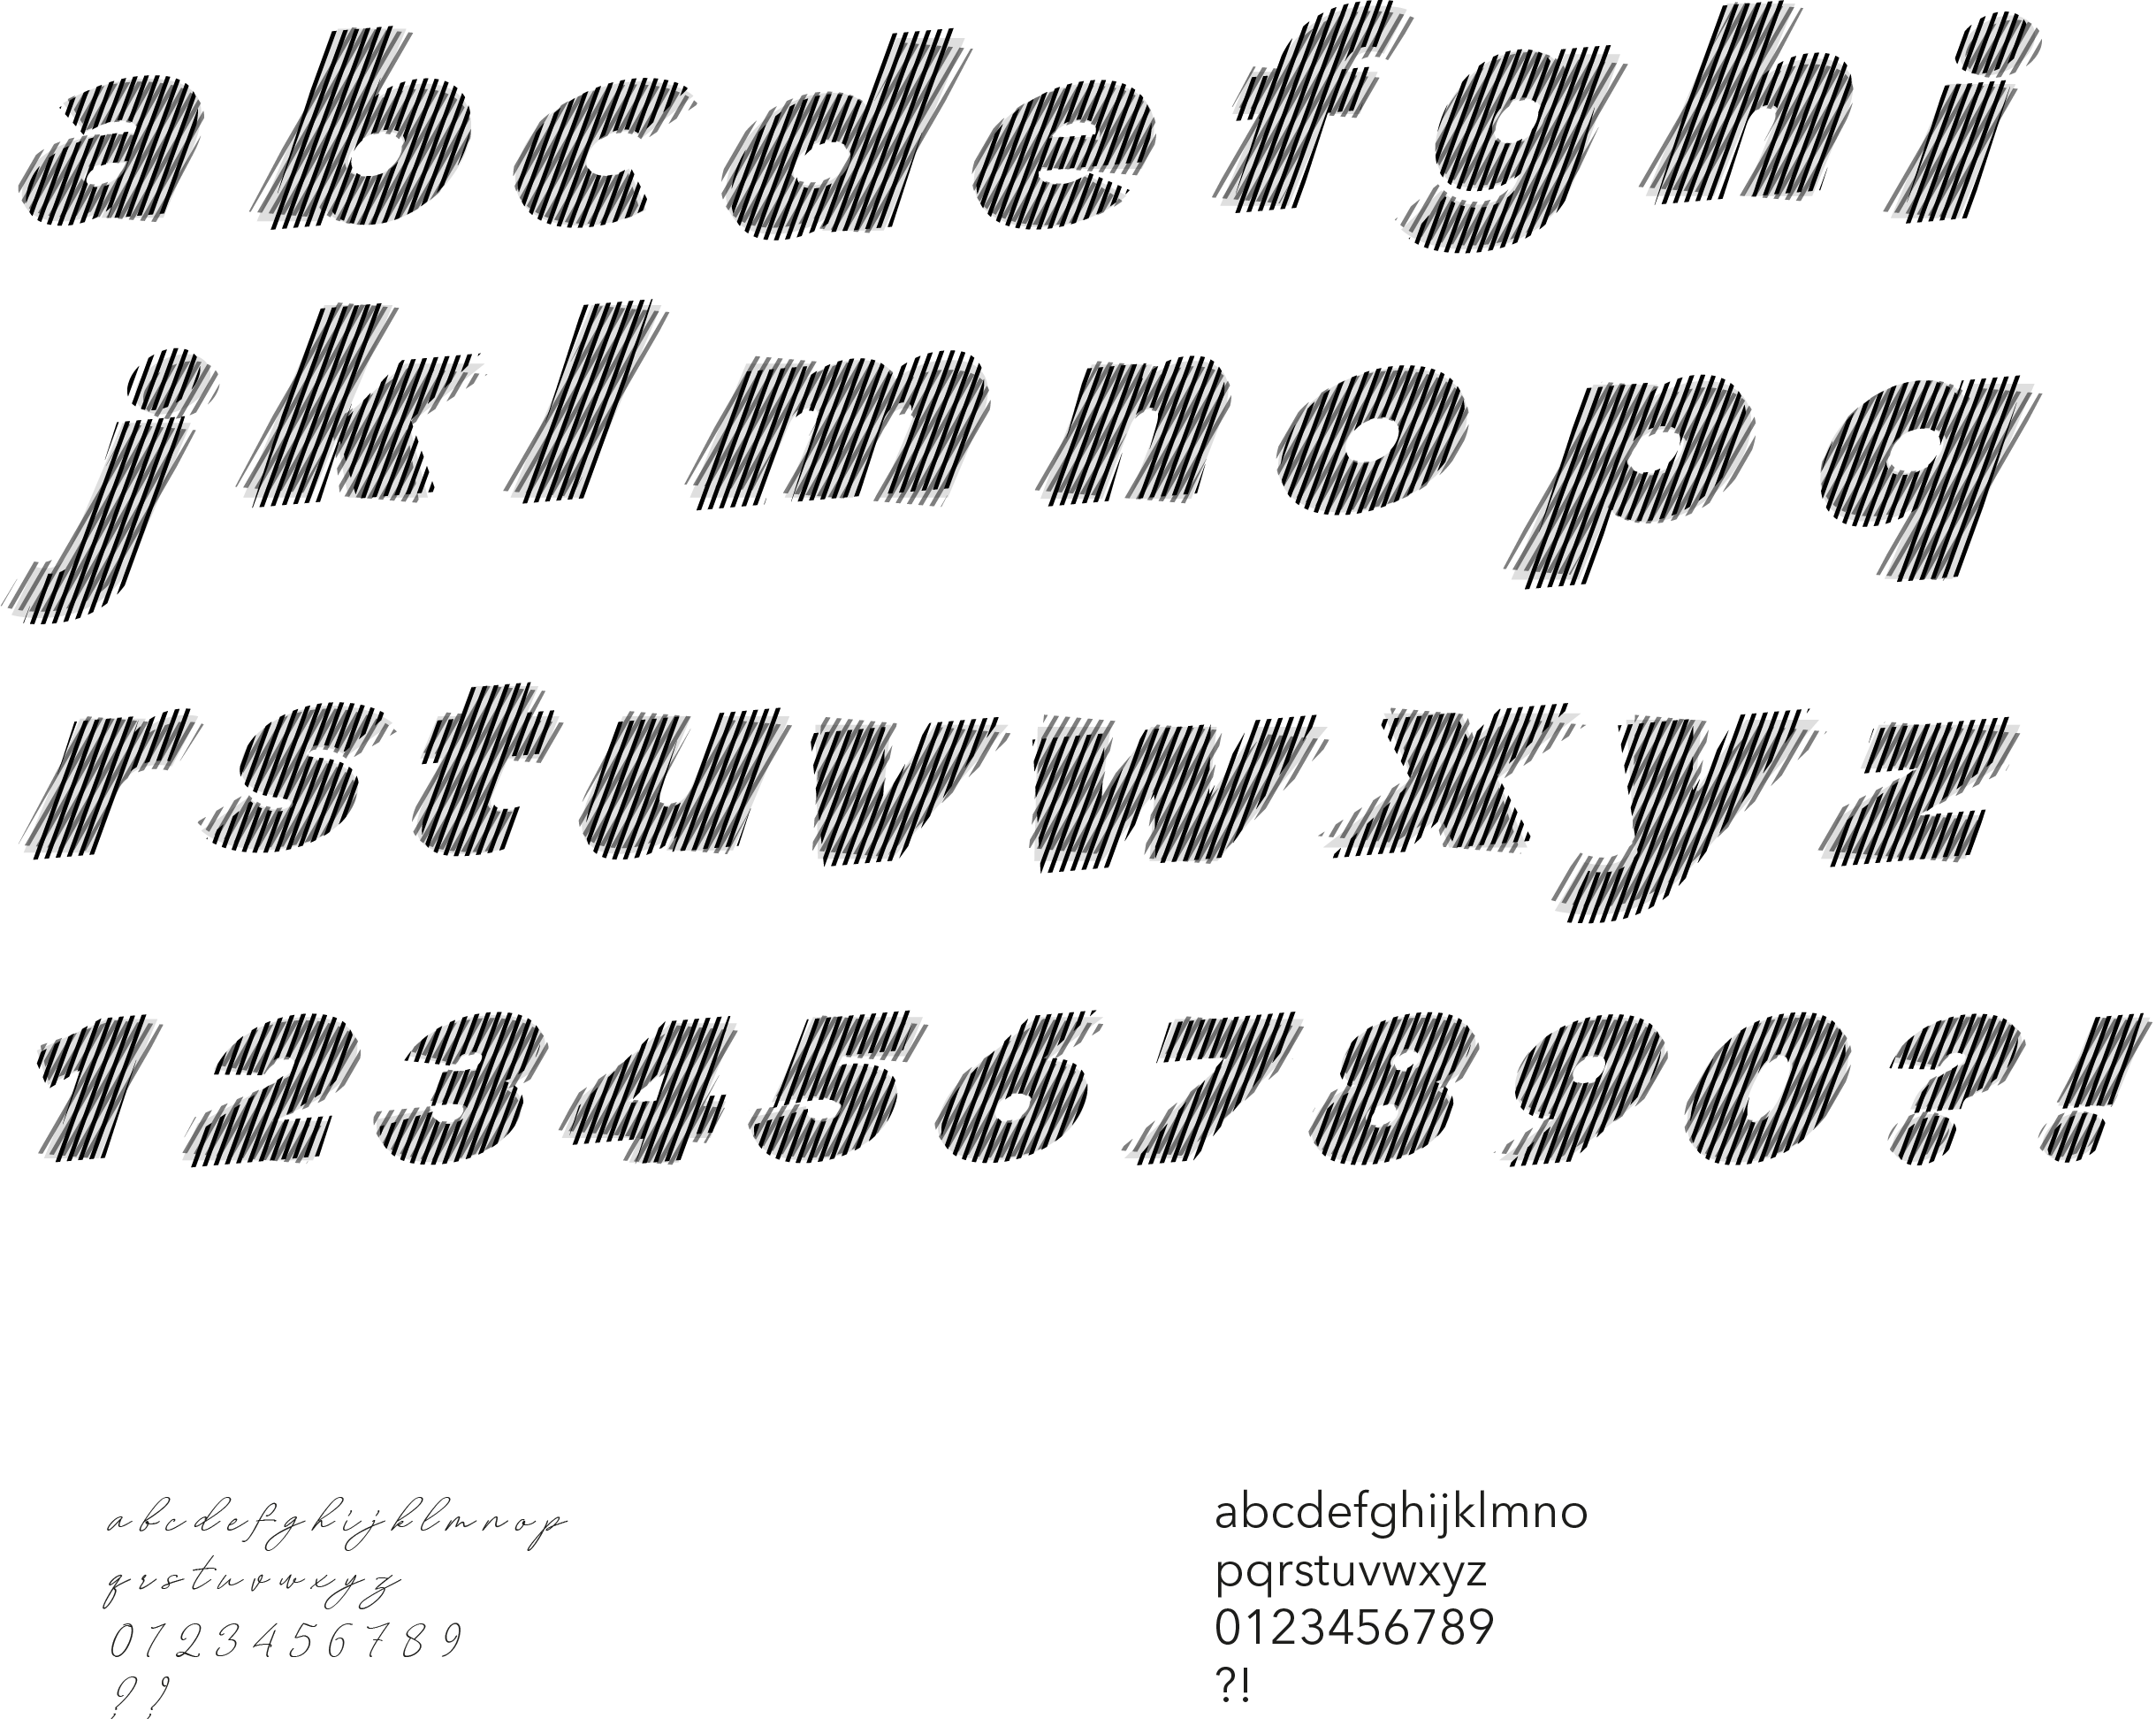 a b c d e f g h i
j k l m n o p q
r s t u v w x y z
1 2 3 4 5 6 7 8 9 0 ? !
a b c d e f g h i j k l m n o p
q r s t u v w x y z
0 1 2 3 4 5 6 7 8 9
? !
abcdefghijklmno
pqrstuvwxyz
0123456789
?!